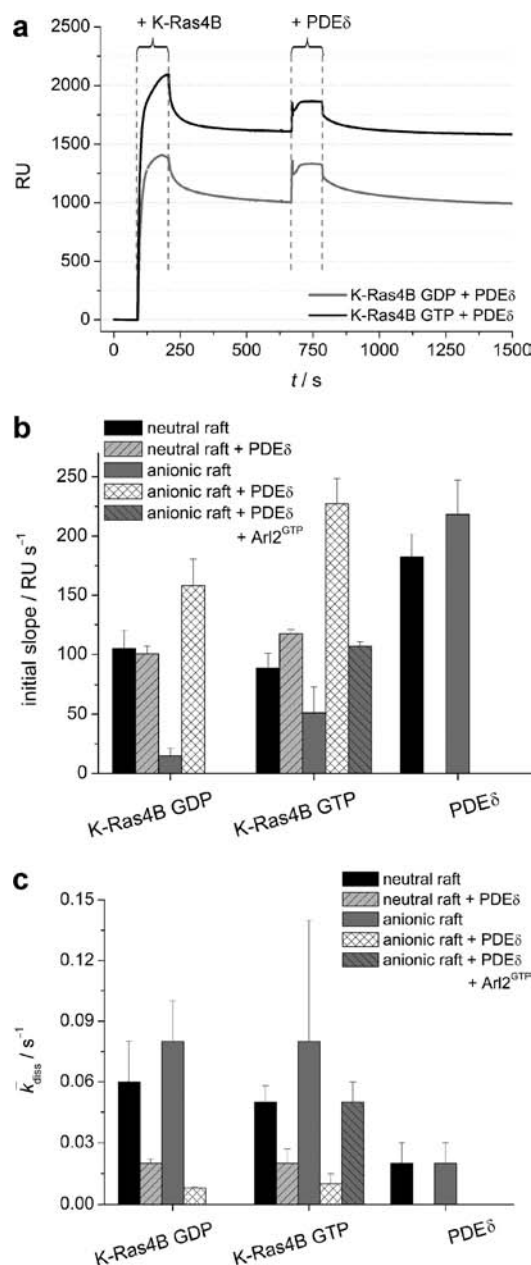 a
+ K-Ras4B
+ PDEδ
2500
2000
1500
1000
500
0
RU
K-Ras4B GDP + PDEδ
K-Ras4B GTP + PDEδ
0
250
500
750
1000
1250
1500
t / s
b
neutral raft
neutral raft + PDEδ
anionic raft
anionic raft + PDEδ
anionic raft + PDEδ
+ Arl2GTP
250
200
150
100
50
0
initial slope / RU s−1
K-Ras4B GDP
K-Ras4B GTP
PDEδ
c
neutral raft
neutral raft + PDEδ
anionic raft
anionic raft + PDEδ
anionic raft + PDEδ
+ Arl2GTP
0.15
0.12
0.09
0.06
0.03
0.00
k̄diss / s−1
K-Ras4B GDP
K-Ras4B GTP
PDEδ